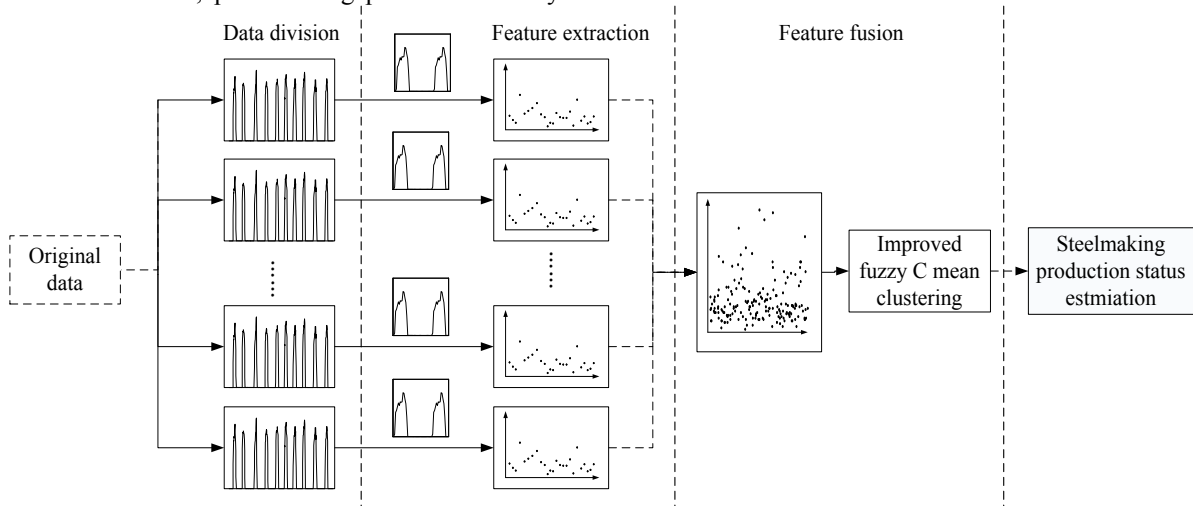 Data division
Feature extraction
Feature fusion
Original
data
Improved
fuzzy C mean
clustering
Steelmaking
production status
estmiation